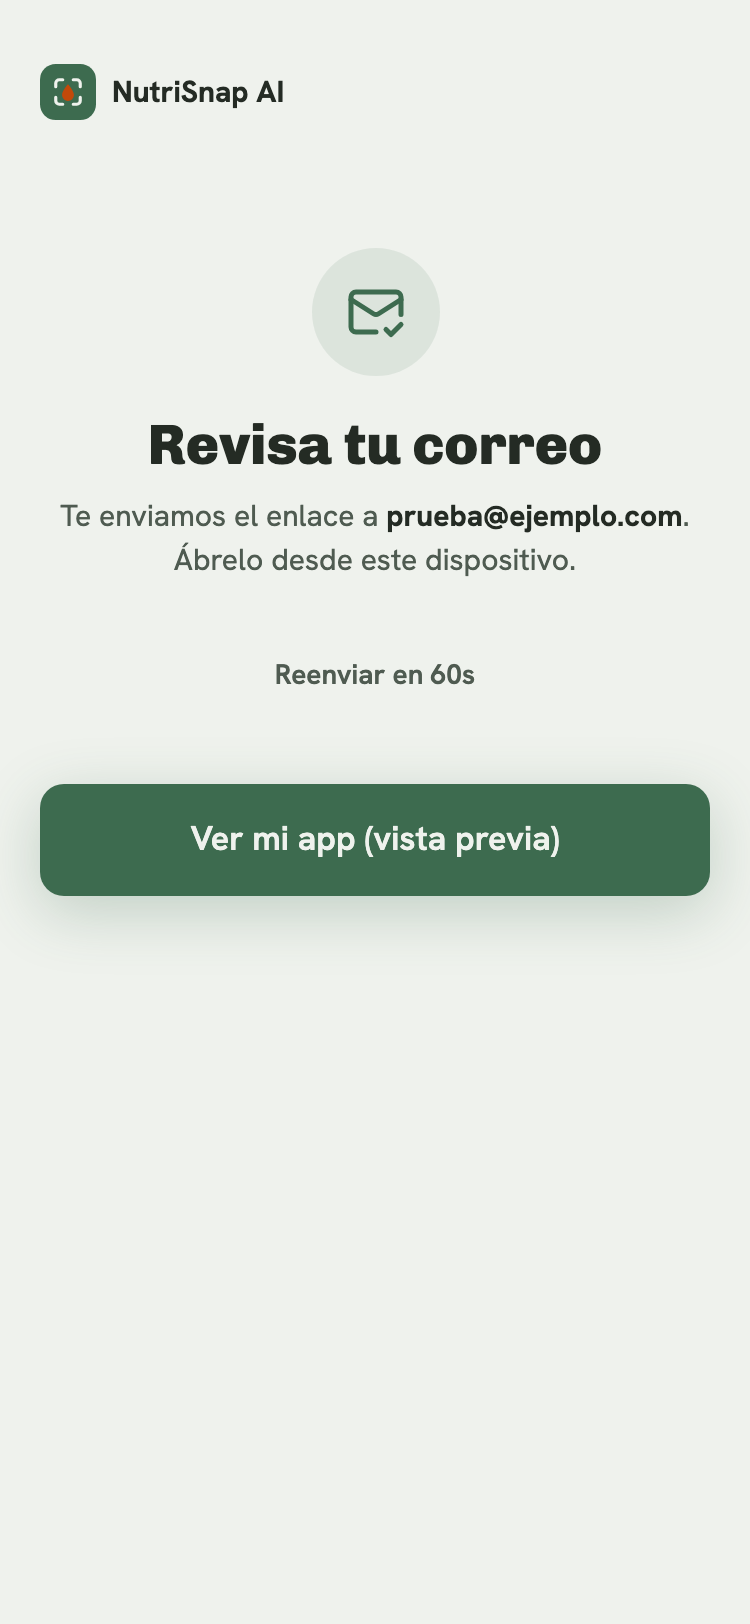 NutriSnap AI
Revisa tu correo
Te enviamos el enlace a prueba@ejemplo.com.
Ábrelo desde este dispositivo.
Reenviar en 60s
Ver mi app (vista previa)